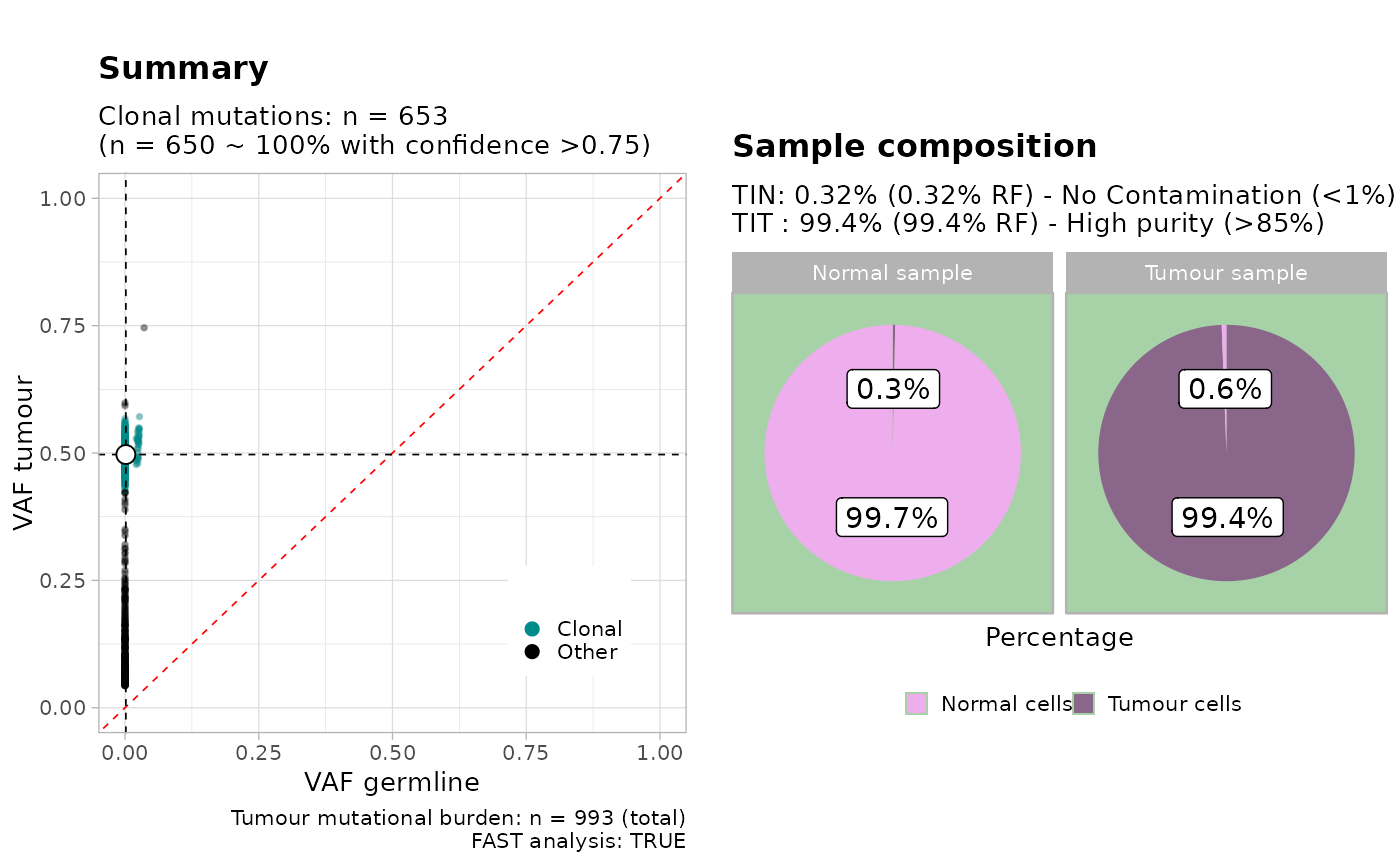 Summary
Clonal mutations: n = 653
(n = 650 ~ 100% with confidence >0.75)
VAF tumour
1.00
0.75
0.50
0.25
0.00
Clonal
Other
0.00 0.25 0.50 0.75 1.00
VAF germline
Tumour mutational burden: n = 993 (total)
FAST analysis: TRUE
Sample composition
TIN: 0.32% (0.32% RF) - No Contamination (<1%)
TIT : 99.4% (99.4% RF) - High purity (>85%)
Normal sample
0.3%
99.7%
Tumour sample
0.6%
99.4%
Percentage
Normal cells Tumour cells